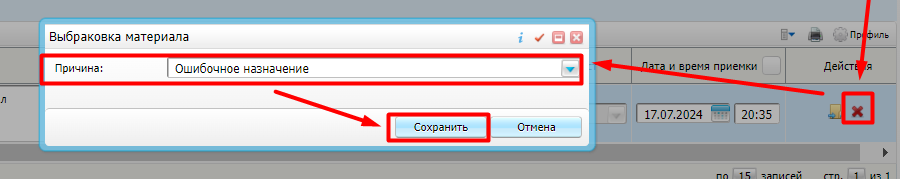 Профиль
Выбраковка материала
Причина: Ошибочное назначение
Дата и время приемки Действия
л
17.07.2024 20:35
Сохранить Отмена
по 15 записей стр. 1 из 1